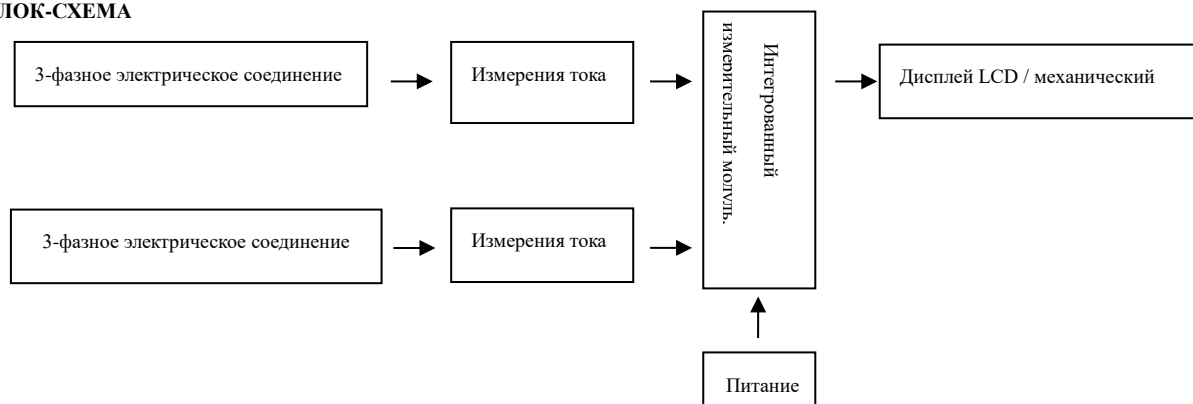 ЛОК-СХЕМА
3-фазное электрическое соединение
Измерения тока
Интегрованный
измерительный модуль.
Дисплей LCD / механический
3-фазное электрическое соединение
Измерения тока
Питание